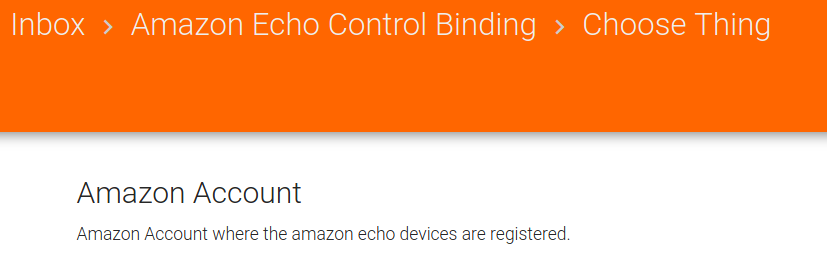 Inbox > Amazon Echo Control Binding > Choose Thing
Amazon Account
Amazon Account where the amazon echo devices are registered.